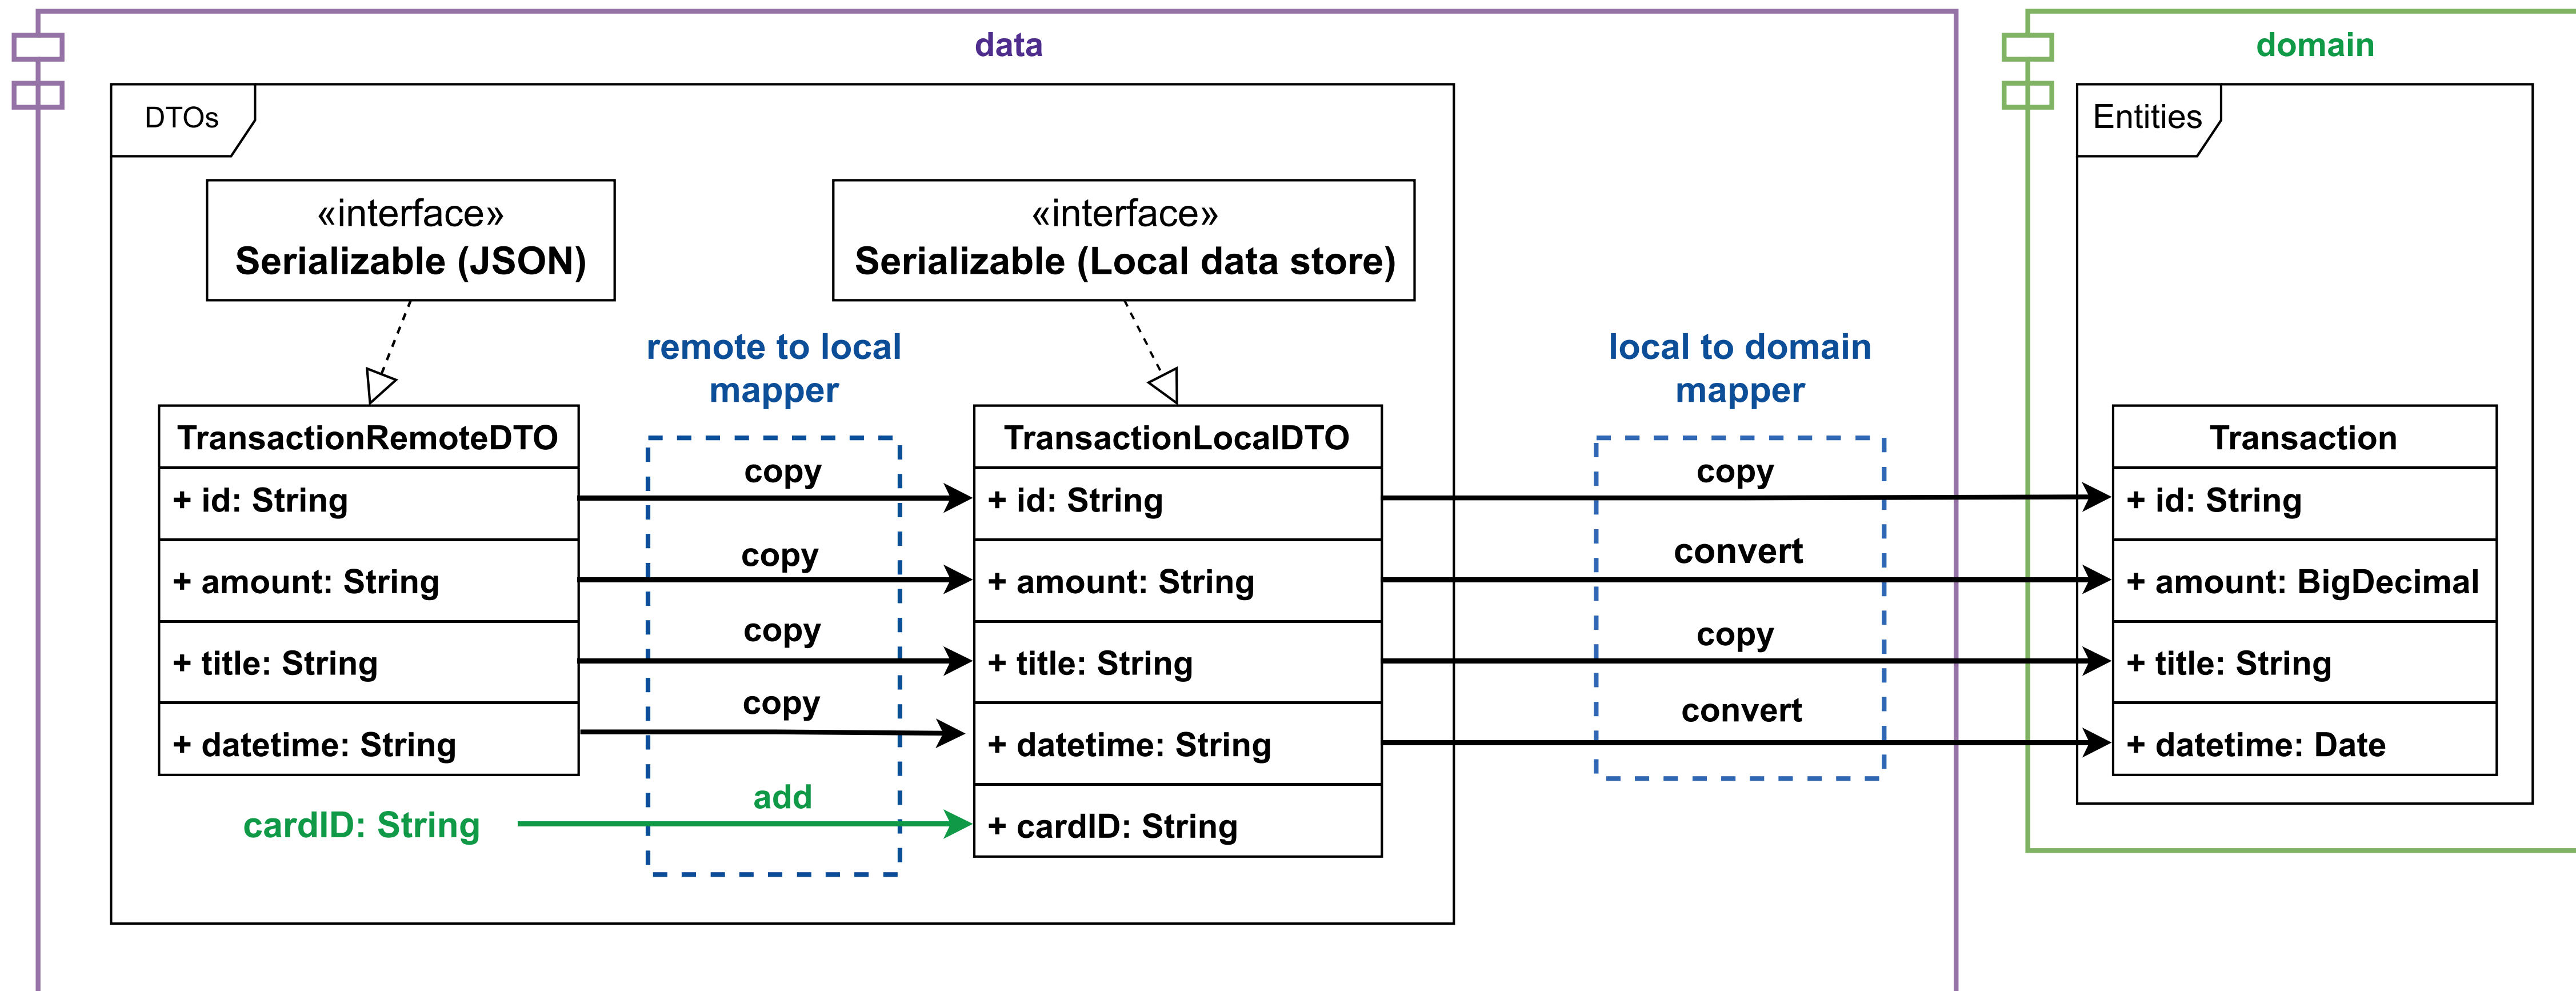 data
domain
DTOs
Entities
«interface»
Serializable (JSON)
«interface»
Serializable (Local data store)
remote to local
mapper
local to domain
mapper
TransactionRemoteDTO
+ id: String
+ amount: String
+ title: String
+ datetime: String
cardID: String
copy
copy
copy
copy
add
TransactionLocalDTO
+ id: String
+ amount: String
+ title: String
+ datetime: String
+ cardID: String
copy
convert
copy
convert
Transaction
+ id: String
+ amount: BigDecimal
+ title: String
+ datetime: Date